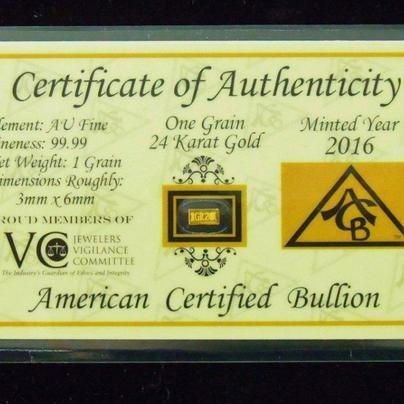 Certificate of Authenticity
lement: AU Fine
ineness: 99.99
et Weight: 1 Grain
imensions Roughly:
3mm x 6mm
ROUD MEMBERS OF
JVC JEWELERS
VIGILANCE
COMMITTEE
The Industry's Guardian of Ethics and Integrity
One Grain
24 Karat Gold
Minted Year
2016
ACB
American Certified Bullion